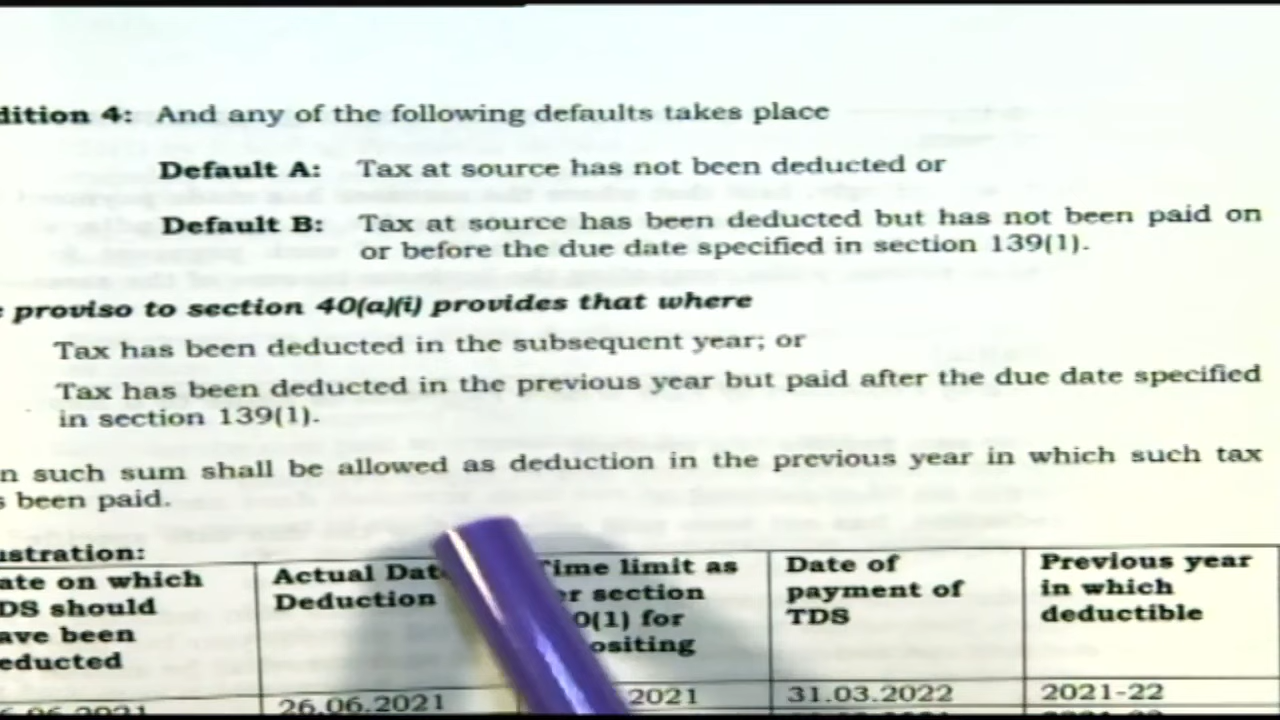 dition 4: And any of the following defaults takes place
Default A: Tax at source has not been deducted or
Default B: Tax at source has been deducted but has not been paid on
or before the due date specified in section 139(1).
proviso to section 40(a)(i) provides that where
Tax has been deducted in the subsequent year; or
Tax has been deducted in the previous year but paid after the due date specified
in section 139(1).
n such sum shall be allowed as deduction in the previous year in which such tax
s been paid.
ustration:
ate on which
DS should
ave been
educted
Actual Dat
Deduction
ime limit as
er section
0(1) for
ositing
Date of
payment of
TDS
Previous year
in which
deductible
26.06.2021
2021
31.03.2022
2021-22